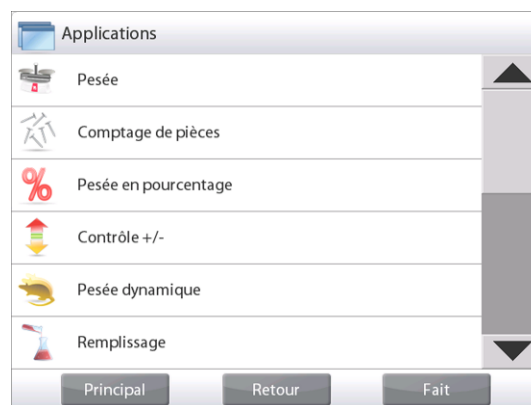 Applications
Pesée
Comptage de pièces
Pesée en pourcentage
Contrôle +/-
Pesée dynamique
Remplissage
Principal Retour Fait